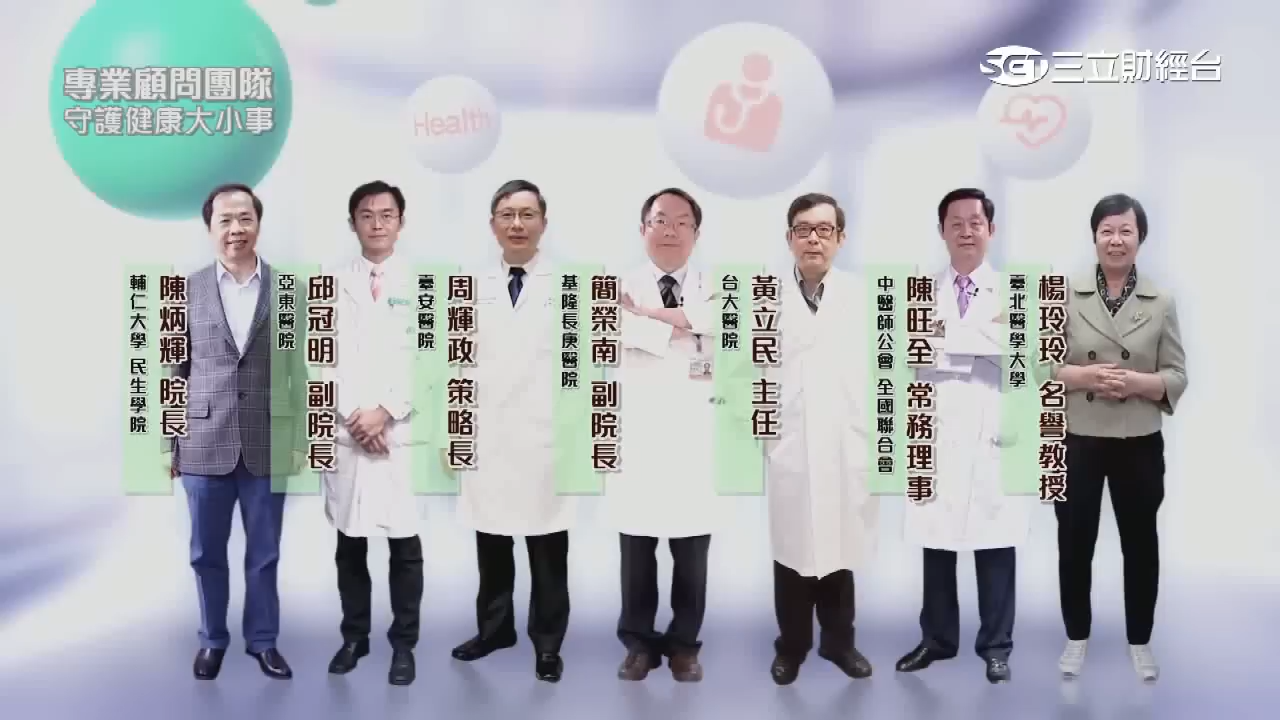 專業顧問團隊
守護健康大小事
Health
SET三立財經台
輔仁大學 民生學院
陳炳輝 院長
亞東醫院
邱冠明 副院長
臺安醫院
周輝政 策略長
基隆長庚醫院
簡榮南 副院長
台大醫院
黃立民 主任
中醫師公會 全國聯合會
陳旺全 常務理事
臺北醫學大學
楊玲玲 名譽教授